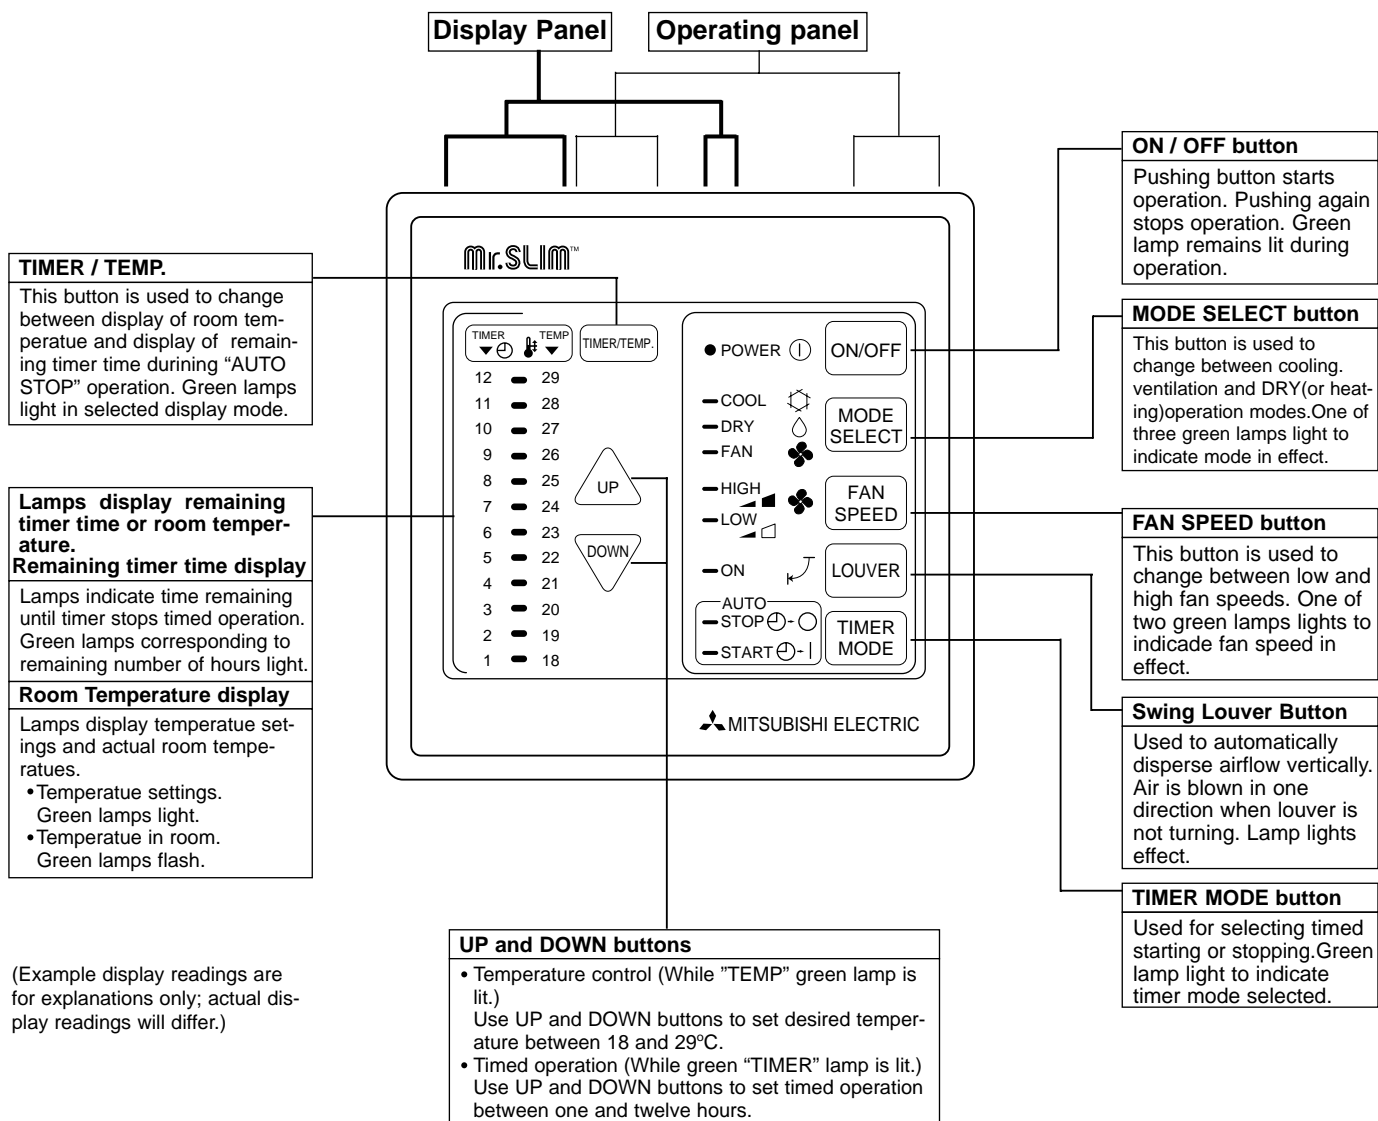 Display Panel
Operating panel
TIMER / TEMP.
This button is used to change
between display of room tem-
peratue and display of remain-
ing timer time durining “AUTO
STOP” operation. Green lamps
light in selected display mode.
Lamps display remaining
timer time or room temper-
ature.
Remaining timer time display
Lamps indicate time remaining
until timer stops timed operation.
Green lamps corresponding to
remaining number of hours light.
Room Temperature display
Lamps display temperatue set-
ings and actual room tempe-
ratues.
•Temperatue settings.
Green lamps light.
•Temperatue in room.
Green lamps flash.
(Example display readings are
for explanations only; actual dis-
play readings will differ.)
Mr.SLIM™
TIMER TEMP
TIMER/TEMP.
12 29
11 28
10 27
9 26
8 25
7 24
6 23
5 22
4 21
3 20
2 19
1 18
UP
DOWN
POWER
ON/OFF
COOL
DRY
FAN
MODE
SELECT
HIGH
LOW
FAN
SPEED
ON
LOUVER
AUTO
STOP
START
TIMER
MODE
MITSUBISHI ELECTRIC
ON / OFF button
Pushing button starts
operation. Pushing again
stops operation. Green
lamp remains lit during
operation.
MODE SELECT button
This button is used to
change between cooling.
ventilation and DRY(or heat-
ing)operation modes.One of
three green lamps light to
indicate mode in effect.
FAN SPEED button
This button is used to
change between low and
high fan speeds. One of
two green lamps lights to
indicade fan speed in
effect.
Swing Louver Button
Used to automatically
disperse airflow vertically.
Air is blown in one
direction when louver is
not turning. Lamp lights
effect.
TIMER MODE button
Used for selecting timed
starting or stopping.Green
lamp light to indicate
timer mode selected.
UP and DOWN buttons
• Temperature control (While ”TEMP” green lamp is
lit.)
Use UP and DOWN buttons to set desired temper-
ature between 18 and 29°C.
• Timed operation (While green “TIMER” lamp is lit.)
Use UP and DOWN buttons to set timed operation
between one and twelve hours.